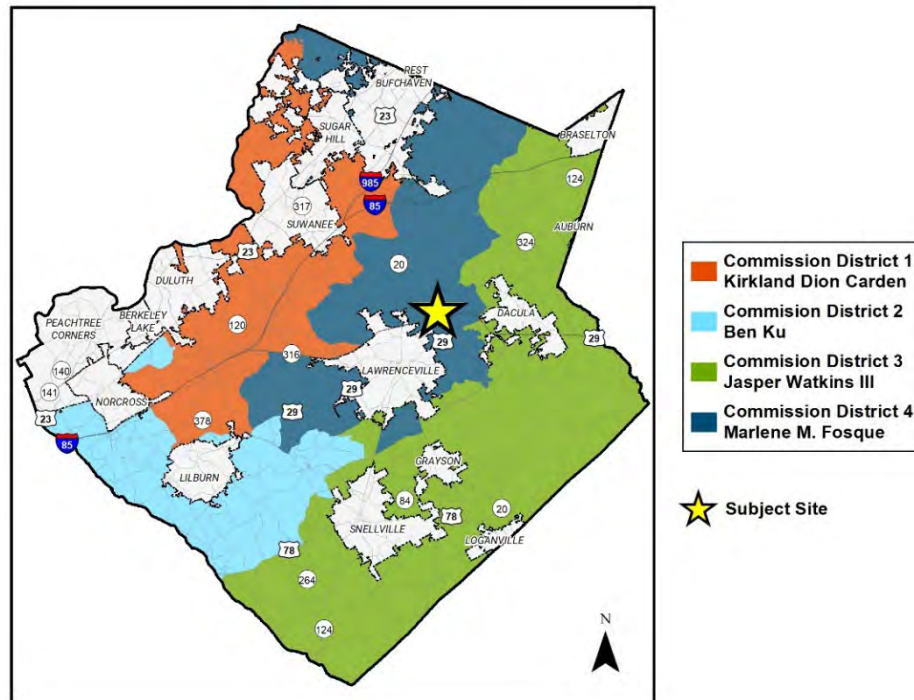 REST
BUFCHAVEN
23
SUGAR
HILL
BRASELTON
985
124
85
317
SUWANEE
AUBURN
324
23
20
DULUTH
BERKELEY
LAKE
PEACHTREE
CORNERS
120
DACULA
29
29
316
140
LAWRENCEVILLE
141
29
NORCROSS
23
29
378
85
GRAYSON
LILBURN
84
20
78
SNELLVILLE
LOGANVILLE
78
264
124
N
Commission District 1
Kirkland Dion Carden
Commision District 2
Ben Ku
Commision District 3
Jasper Watkins III
Commission District 4
Marlene M. Fosque
Subject Site